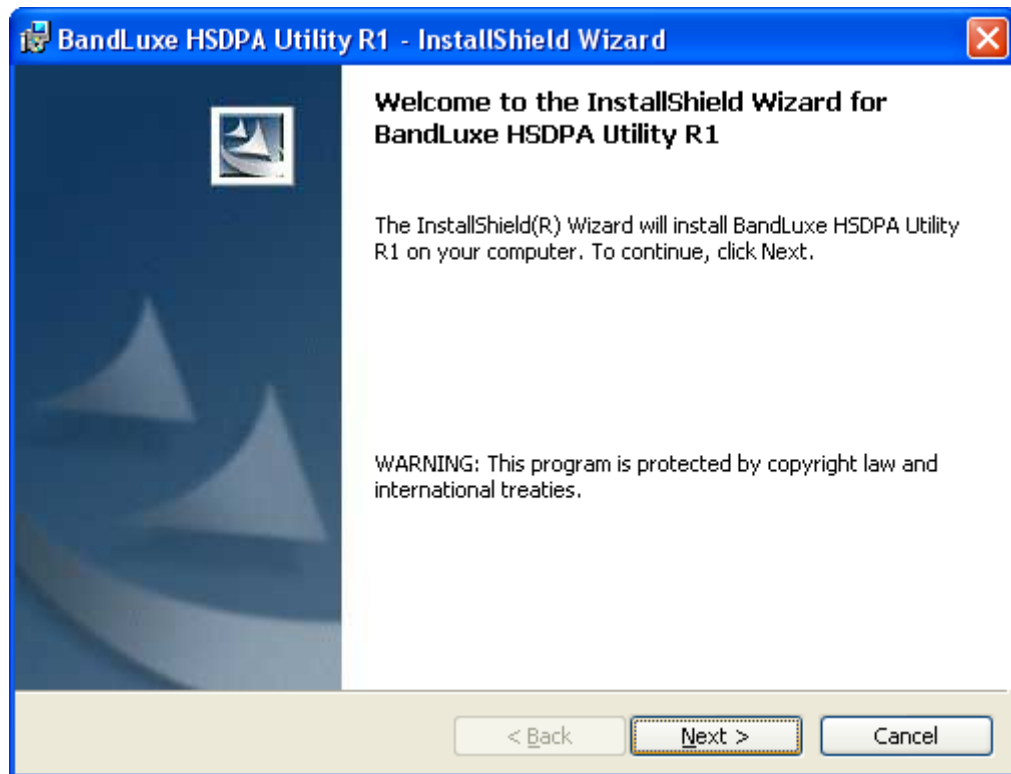 BandLuxe HSDPA Utility R1 - InstallShield Wizard
Welcome to the InstallShield Wizard for
BandLuxe HSDPA Utility R1
The InstallShield(R) Wizard will install BandLuxe HSDPA Utility
R1 on your computer. To continue, click Next.
WARNING: This program is protected by copyright law and
international treaties.
< Back
Next >
Cancel